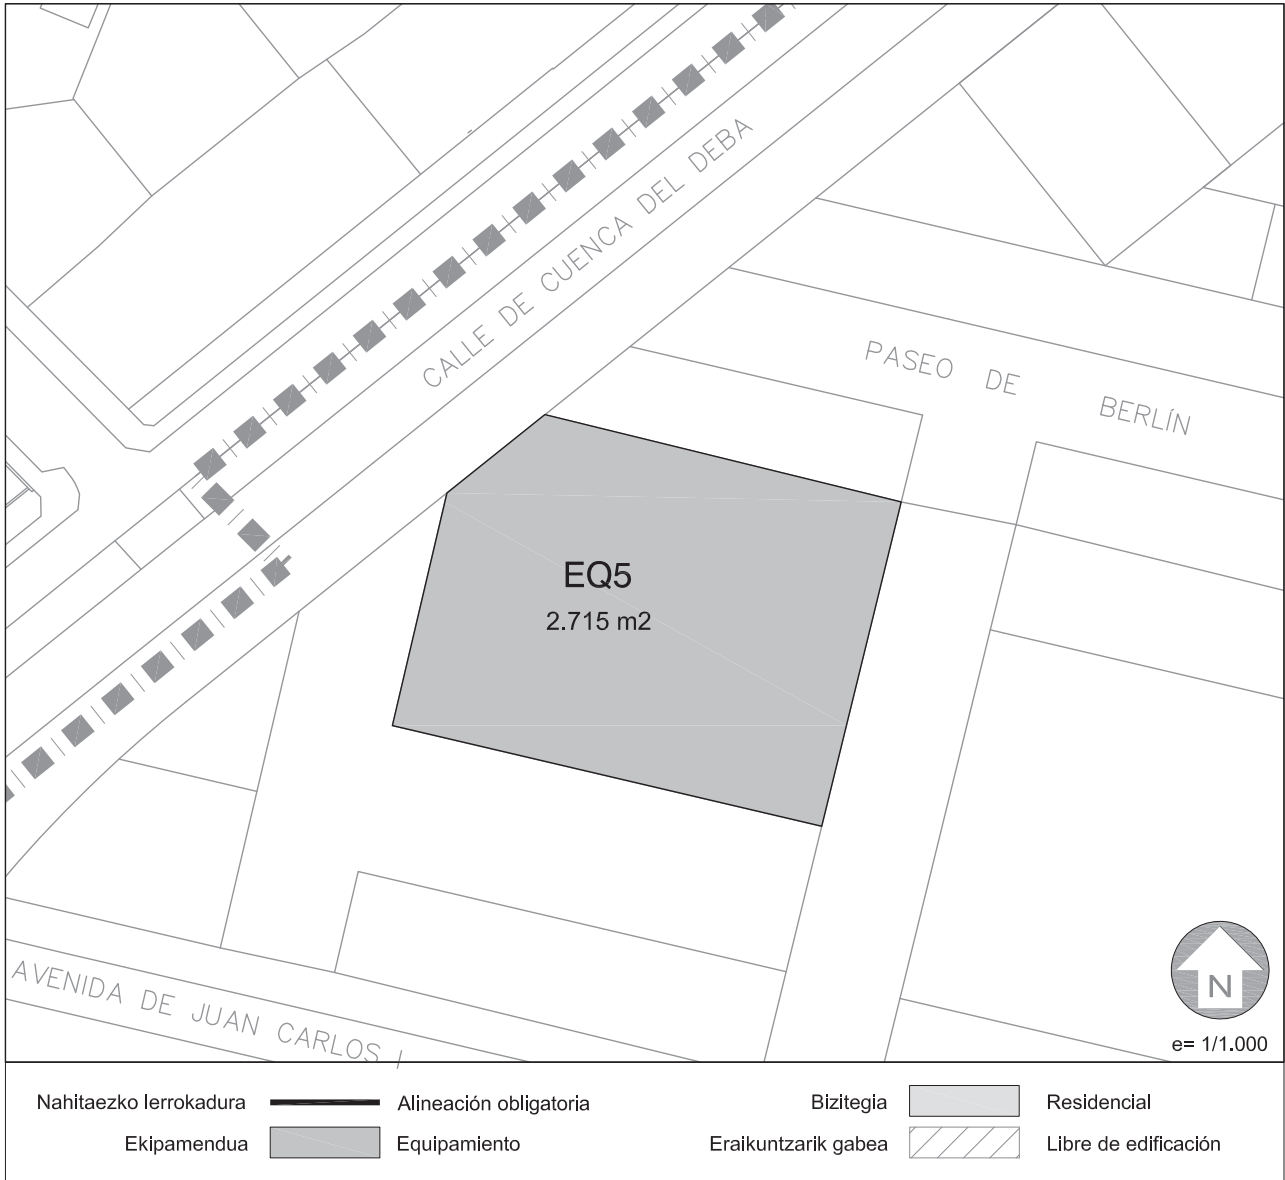 CALLE DE CUENCA DEL DEBA
PASEO DE BERLÍN
EQ5
2.715 m2
AVENIDA DE JUAN CARLOS I
N
e= 1/1.000
Nahitaezko lerrokadura Alineación obligatoria Bizitegia Residencial
Ekipamendua Equipamiento Eraikuntzarik gabea Libre de edificación